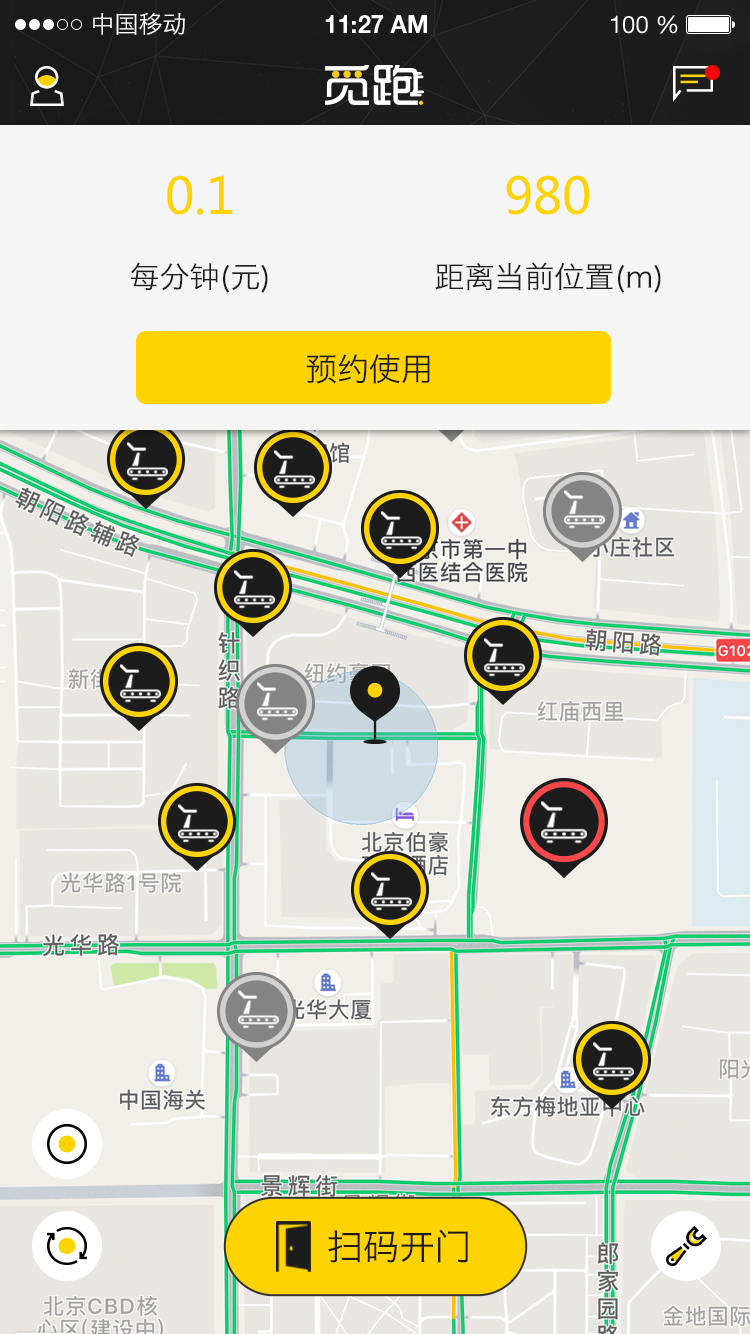 中国移动 11:27 AM 100 %
觅跑
0.1 980
每分钟(元) 距离当前位置(m)
预约使用
馆
朝阳路辅路
京市第一中
西医结合医院
小庄社区
朝阳路
G102
针织路
新街
纽约豪园
红庙西里
北京伯豪
酒店
光华路1号院
光华路
光华大厦
中国海关
东方梅地亚中心
阳光
景辉街
扫码开门
郎家园路
北京CBD核
心区(建设中)
金地国际